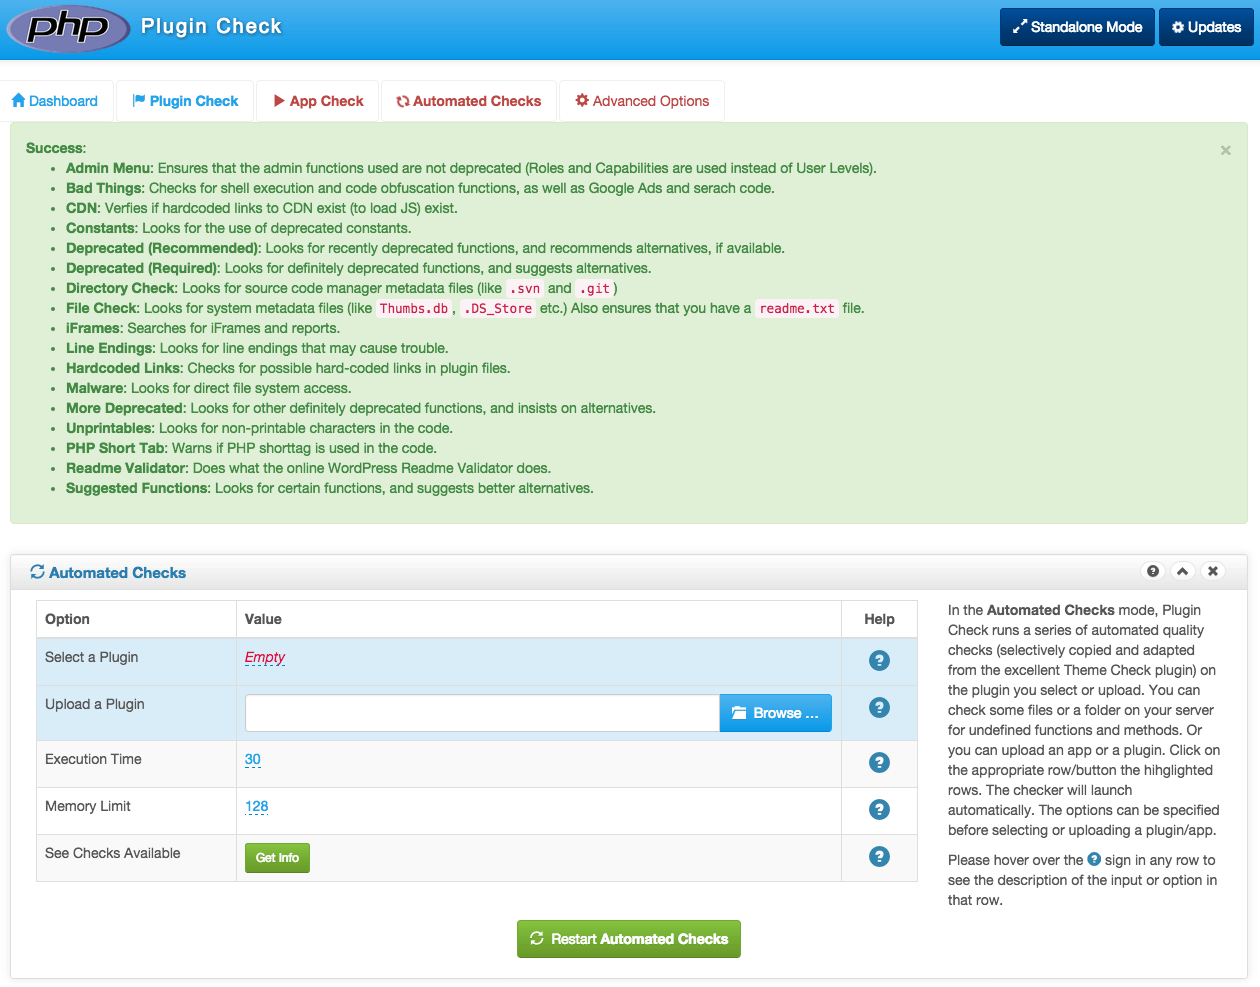 php Plugin Check
Standalone Mode
Updates
Dashboard
Plugin Check
App Check
Automated Checks
Advanced Options
Success:
×
• Admin Menu: Ensures that the admin functions used are not deprecated (Roles and Capabilities are used instead of User Levels).
• Bad Things: Checks for shell execution and code obfuscation functions, as well as Google Ads and serach code.
• CDN: Verfies if hardcoded links to CDN exist (to load JS) exist.
• Constants: Looks for the use of deprecated constants.
• Deprecated (Recommended): Looks for recently deprecated functions, and recommends alternatives, if available.
• Deprecated (Required): Looks for definitely deprecated functions, and suggests alternatives.
• Directory Check: Looks for source code manager metadata files (like .svn and .git)
• File Check: Looks for system metadata files (like Thumbs.db, .DS_Store etc.) Also ensures that you have a readme.txt file.
• iFrames: Searches for iFrames and reports.
• Line Endings: Looks for line endings that may cause trouble.
• Hardcoded Links: Checks for possible hard-coded links in plugin files.
• Malware: Looks for direct file system access.
• More Deprecated: Looks for other definitely deprecated functions, and insists on alternatives.
• Unprintables: Looks for non-printable characters in the code.
• PHP Short Tab: Warns if PHP shorttag is used in the code.
• Readme Validator: Does what the online WordPress Readme Validator does.
• Suggested Functions: Looks for certain functions, and suggests better alternatives.
Automated Checks
Option Value Help
Select a Plugin Empty ?
Upload a Plugin Browse ... ?
Execution Time 30 ?
Memory Limit 128 ?
See Checks Available Get Info ?
In the Automated Checks mode, Plugin
Check runs a series of automated quality
checks (selectively copied and adapted
from the excellent Theme Check plugin) on
the plugin you select or upload. You can
check some files or a folder on your server
for undefined functions and methods. Or
you can upload an app or a plugin. Click on
the appropriate row/button the hihglighted
rows. The checker will launch
automatically. The options can be specified
before selecting or uploading a plugin/app.
Please hover over the ? sign in any row to
see the description of the input or option in
that row.
Restart Automated Checks